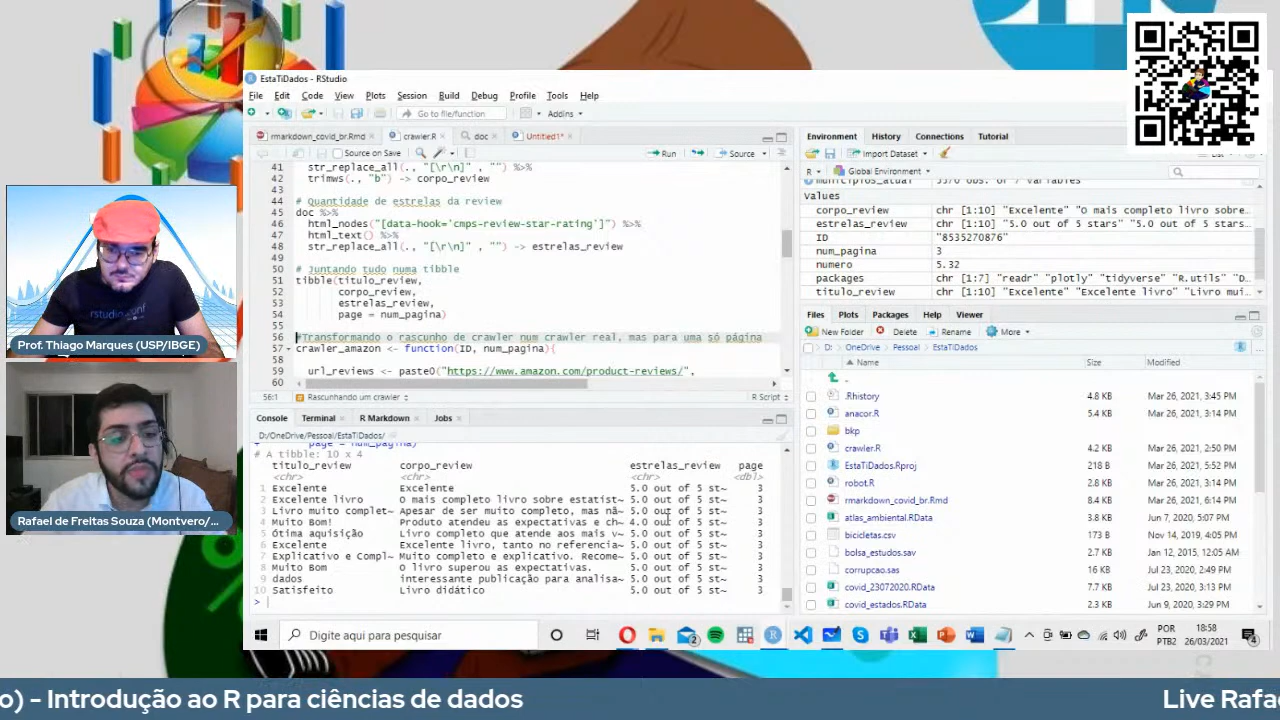 EstaTiDados - RStudio
File Edit Code View Plots Session Build Debug Profile Tools Help
Go to file/function
Addins
rmarkdown_covid_br.Rmd
crawler.R
doc
Untitled1*
Source on Save
Run
Source
41 str_replace_all(., "[\r\n]" , "") %>%
42 trimws(., "b") -> corpo_review
43
44 # Quantidade de estrelas da review
45 doc %>%
46 html_nodes("[data-hook='cmps-review-star-rating']") %>%
47 html_text() %>%
48 str_replace_all(., "[\r\n]" , "") -> estrelas_review
49
50 # Juntando tudo numa tibble
51 tibble(titulo_review,
52 corpo_review,
53 estrelas_review,
54 page = num_pagina)
55
56 #Transformando o rascunho de crawler num crawler real, mas para uma só página
57 crawler_amazon <- function(ID, num_pagina){
58
59 url_reviews <- paste0("https://www.amazon.com/product-reviews/",
60
56:1 Rascunhando um crawler R Script
Console Terminal R Markdown Jobs
D:/OneDrive/Pessoal/EstaTiDados/
page = num_pagina)
# A tibble: 10 x 4
titulo_review corpo_review estrelas_review page
<chr> <chr> <chr> <dbl>
1 Excelente Excelente 5.0 out of 5 st~ 3
2 Excelente livro O mais completo livro sobre estatíst~ 5.0 out of 5 st~ 3
3 Livro muito complet~ Apesar de ser muito completo, mas nã~ 5.0 out of 5 st~ 3
4 Muito Bom! Produto atendeu as expectativas e ch~ 4.0 out of 5 st~ 3
5 Ótima aquisição Livro completo que atende aos mais v~ 5.0 out of 5 st~ 3
6 Excelente Excelente livro, tanto no referencia~ 5.0 out of 5 st~ 3
7 Explicativo e Compl~ Muito completo e explicativo. Recome~ 5.0 out of 5 st~ 3
8 Muito Bom O livro superou as expectativas. 5.0 out of 5 st~ 3
9 dados interessante publicação para analisa~ 5.0 out of 5 st~ 3
10 Satisfeito Livro didático 5.0 out of 5 st~ 3
>
Environment History Connections Tutorial
Import Dataset
R Global Environment
values
corpo_review chr [1:10] "Excelente" "O mais completo livro sobre…
estrelas_review chr [1:10] "5.0 out of 5 stars" "5.0 out of 5 stars"
ID "8535270876"
num_pagina 3
numero 5.32
packages chr [1:7] "readr" "plotly" "tidyverse" "R.utils" "D…
titulo_review chr [1:10] "Excelente" "Excelente livro" "Livro mui…
Files Plots Packages Help Viewer
New Folder Delete Rename More
D: OneDrive Pessoal EstaTiDados
Name Size Modified
..
.Rhistory 4.8 KB Mar 26, 2021, 3:45 PM
anacor.R 5.4 KB Mar 26, 2021, 3:14 PM
bkp
crawler.R 4.8 KB Mar 26, 2021, 2:50 PM
EstaTiDados.Rproj 218 B Mar 26, 2021, 5:52 PM
robot.R 2.8 KB Mar 26, 2021, 3:14 PM
rmarkdown_covid_br.Rmd 8.4 KB Mar 26, 2021, 6:14 PM
atlas_ambiental.RData 3.8 KB Jun 7, 2020, 5:07 PM
bicicletas.csv 173 B Nov 14, 2019, 4:05 PM
bolsa_estudos.sav 2.7 KB Jan 12, 2015, 12:05 AM
corrupcao.sas 16 KB Jul 23, 2020, 2:49 PM
covid_23072020.RData 7.7 KB Jul 23, 2020, 3:13 PM
covid_estados.RData 2.3 KB Jun 9, 2020, 3:29 PM
Prof. Thiago Marques (USP/IBGE)
Rafael de Freitas Souza (Montvero/...
Digite aqui para pesquisar
POR
PTB2
18:58
26/03/2021
o) - Introdução ao R para ciências de dados
Live Rafae